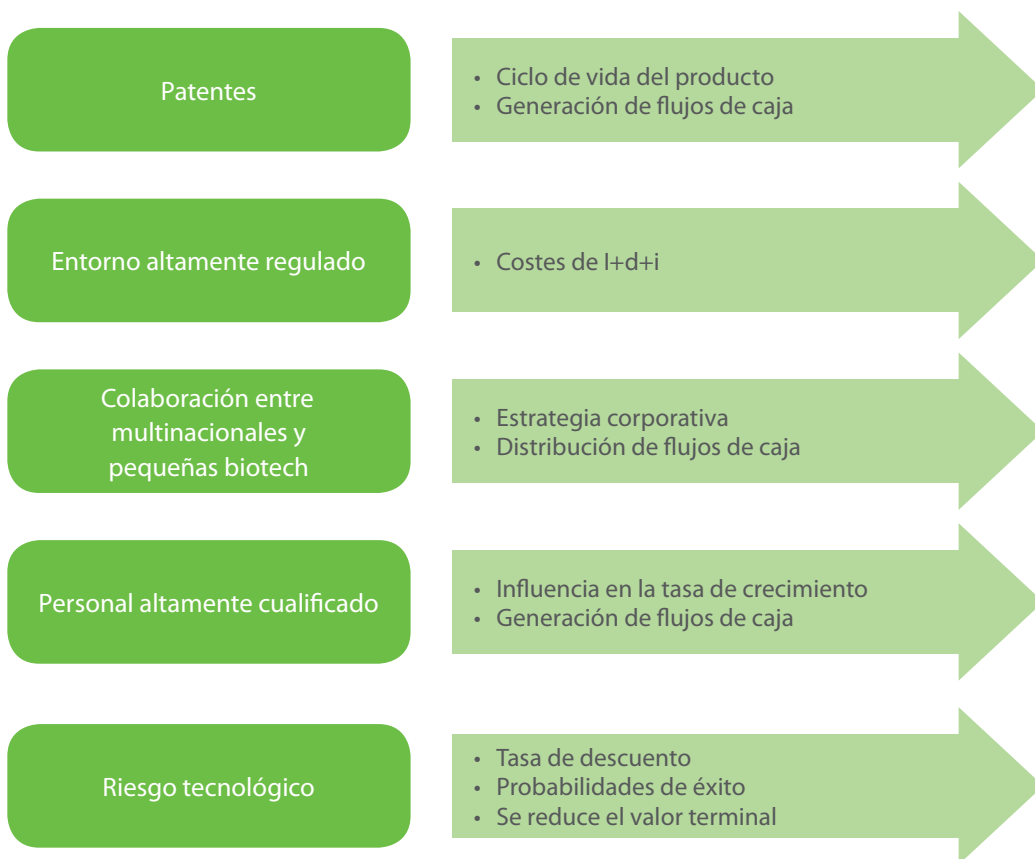 Patentes
• Ciclo de vida del producto
• Generación de flujos de caja
Entorno altamente regulado
• Costes de I+d+i
Colaboración entre
multinacionales y
pequeñas biotech
• Estrategia corporativa
• Distribución de flujos de caja
Personal altamente cualificado
• Influencia en la tasa de crecimiento
• Generación de flujos de caja
Riesgo tecnológico
• Tasa de descuento
• Probabilidades de éxito
• Se reduce el valor terminal